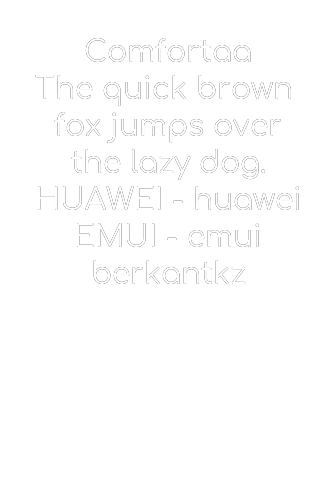 Comfortaa
The quick brown
fox jumps over
the lazy dog.
HUAWEI - huawei
EMUI - emui
berkantkz